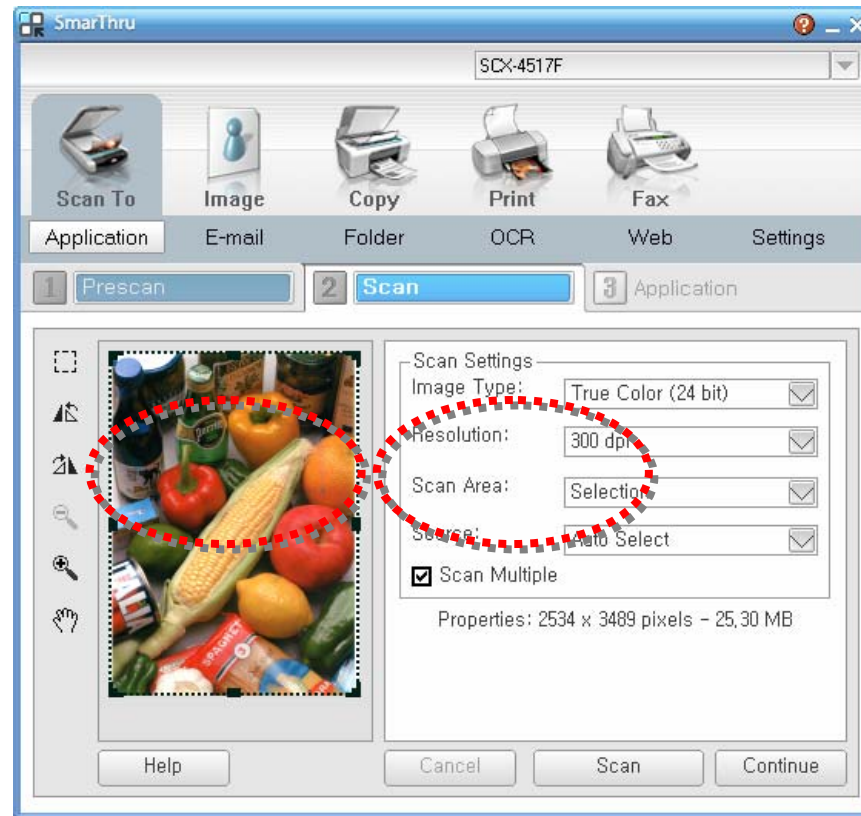 SmarThru
SCX-4517F
Scan To Image Copy Print Fax
Application E-mail Folder OCR Web Settings
1 Prescan 2 Scan 3 Application
Scan Settings
Image Type: True Color (24 bit)
Resolution: 300 dpi
Scan Area: Selection
Source: Auto Select
Scan Multiple
Properties: 2534 x 3489 pixels - 25,30 MB
Perrier
SPAGHET
Help Cancel Scan Continue